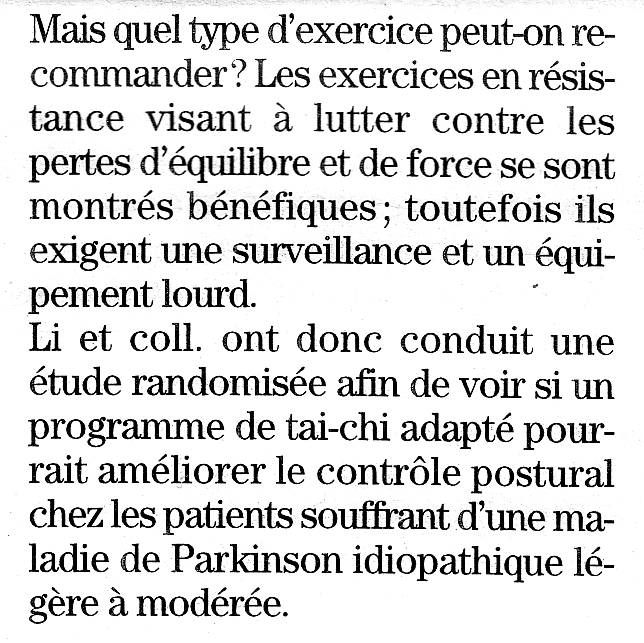 Mais quel type d'exercice peut-on re-
commander ? Les exercices en résis-
tance visant à lutter contre les
pertes d'équilibre et de force se sont
montrés bénéfiques ; toutefois ils
exigent une surveillance et un équi-
pement lourd.
Li et coll. ont donc conduit une
étude randomisée afin de voir si un
programme de tai-chi adapté pour-
rait améliorer le contrôle postural
chez les patients souffrant d'une ma-
ladie de Parkinson idiopathique lé-
gère à modérée.